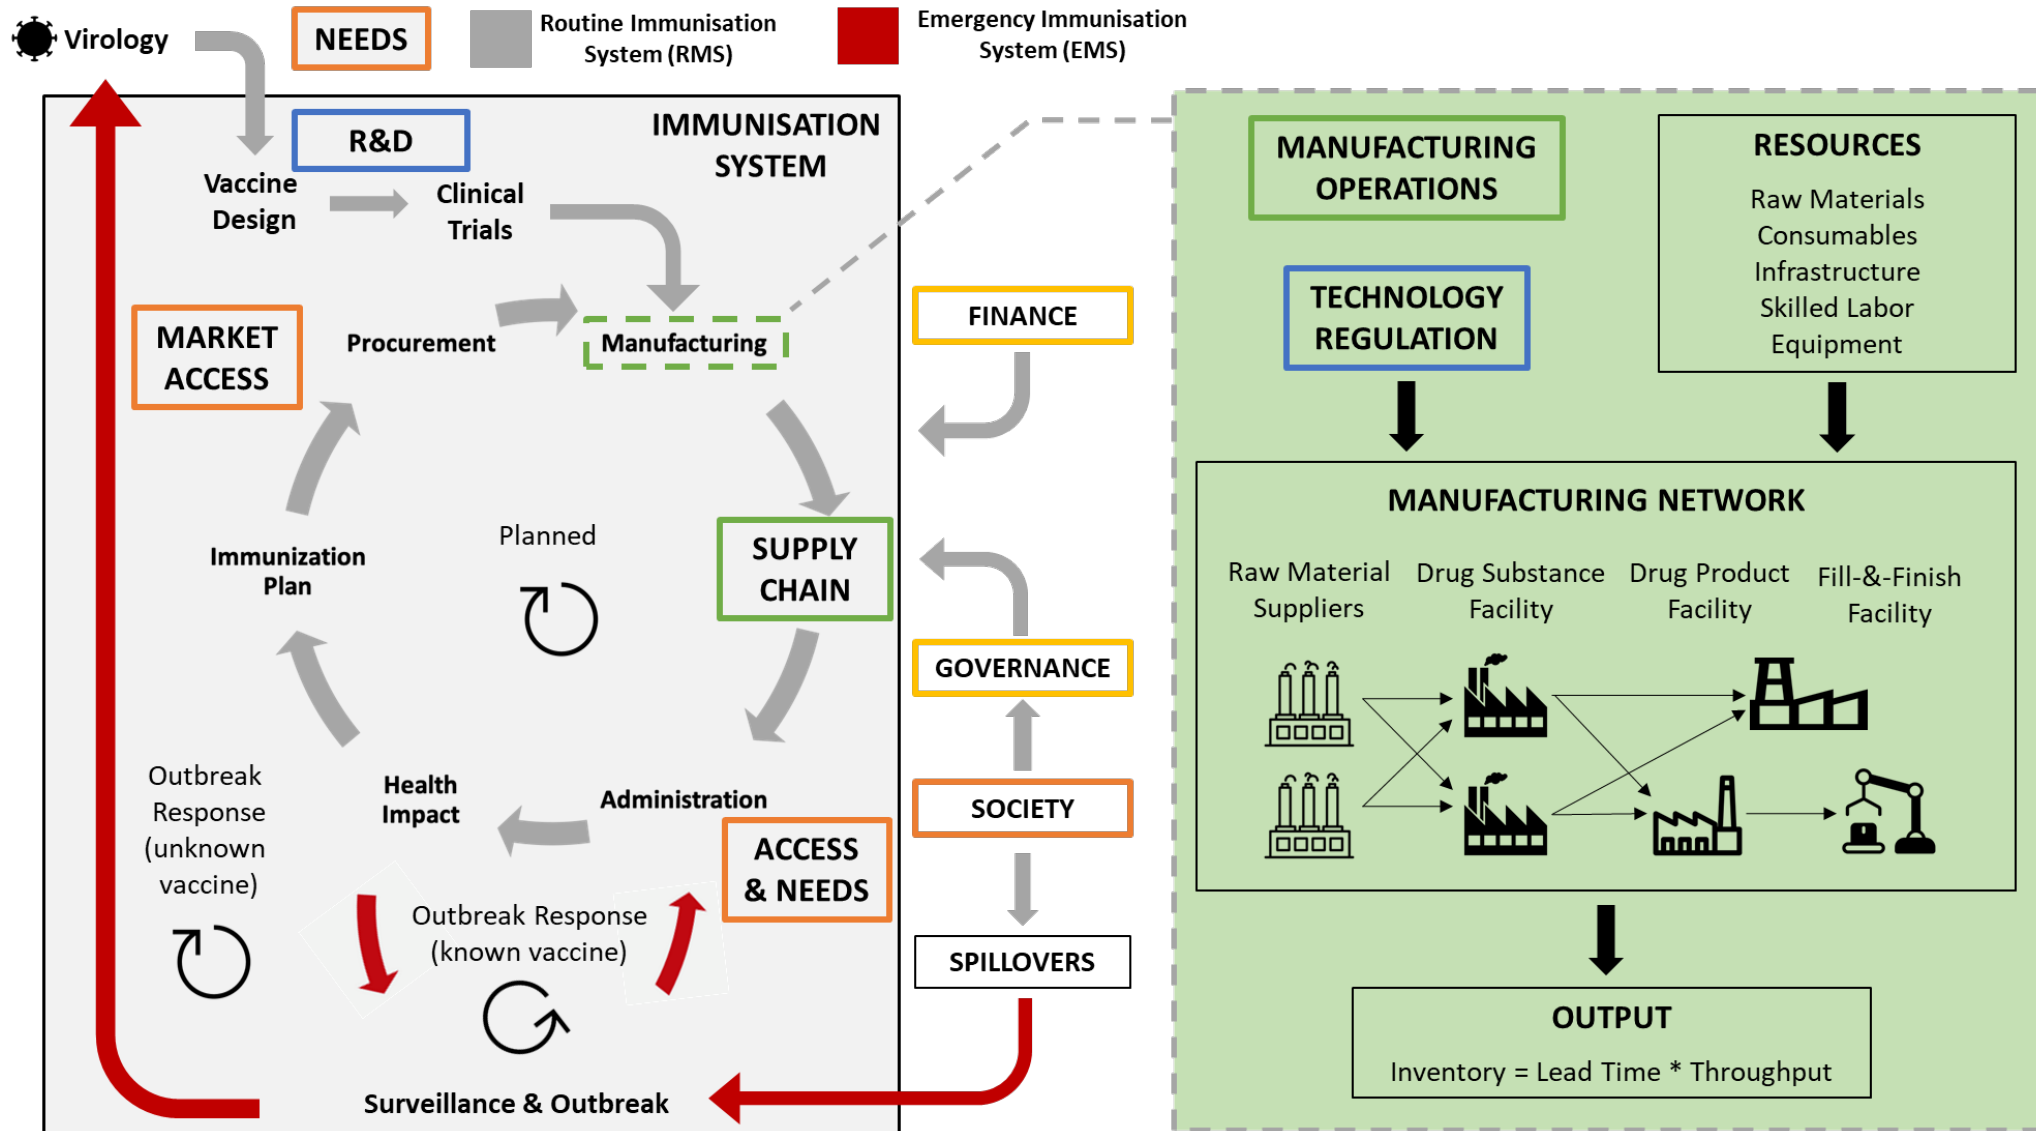 Virology
NEEDS
Routine Immunisation
System (RMS)
Emergency Immunisation
System (EMS)
R&D
IMMUNISATION
SYSTEM
Vaccine
Design
Clinical
Trials
MARKET
ACCESS
Procurement
Manufacturing
Immunization
Plan
Planned
SUPPLY
CHAIN
Outbreak
Response
(unknown
vaccine)
Health
Impact
Administration
ACCESS
& NEEDS
Outbreak Response
(known vaccine)
Surveillance & Outbreak
FINANCE
GOVERNANCE
SOCIETY
SPILLOVERS
MANUFACTURING
OPERATIONS
TECHNOLOGY
REGULATION
RESOURCES
Raw Materials
Consumables
Infrastructure
Skilled Labor
Equipment
MANUFACTURING NETWORK
Raw Material
Suppliers
Drug Substance
Facility
Drug Product
Facility
Fill-&-Finish
Facility
OUTPUT
Inventory = Lead Time * Throughput